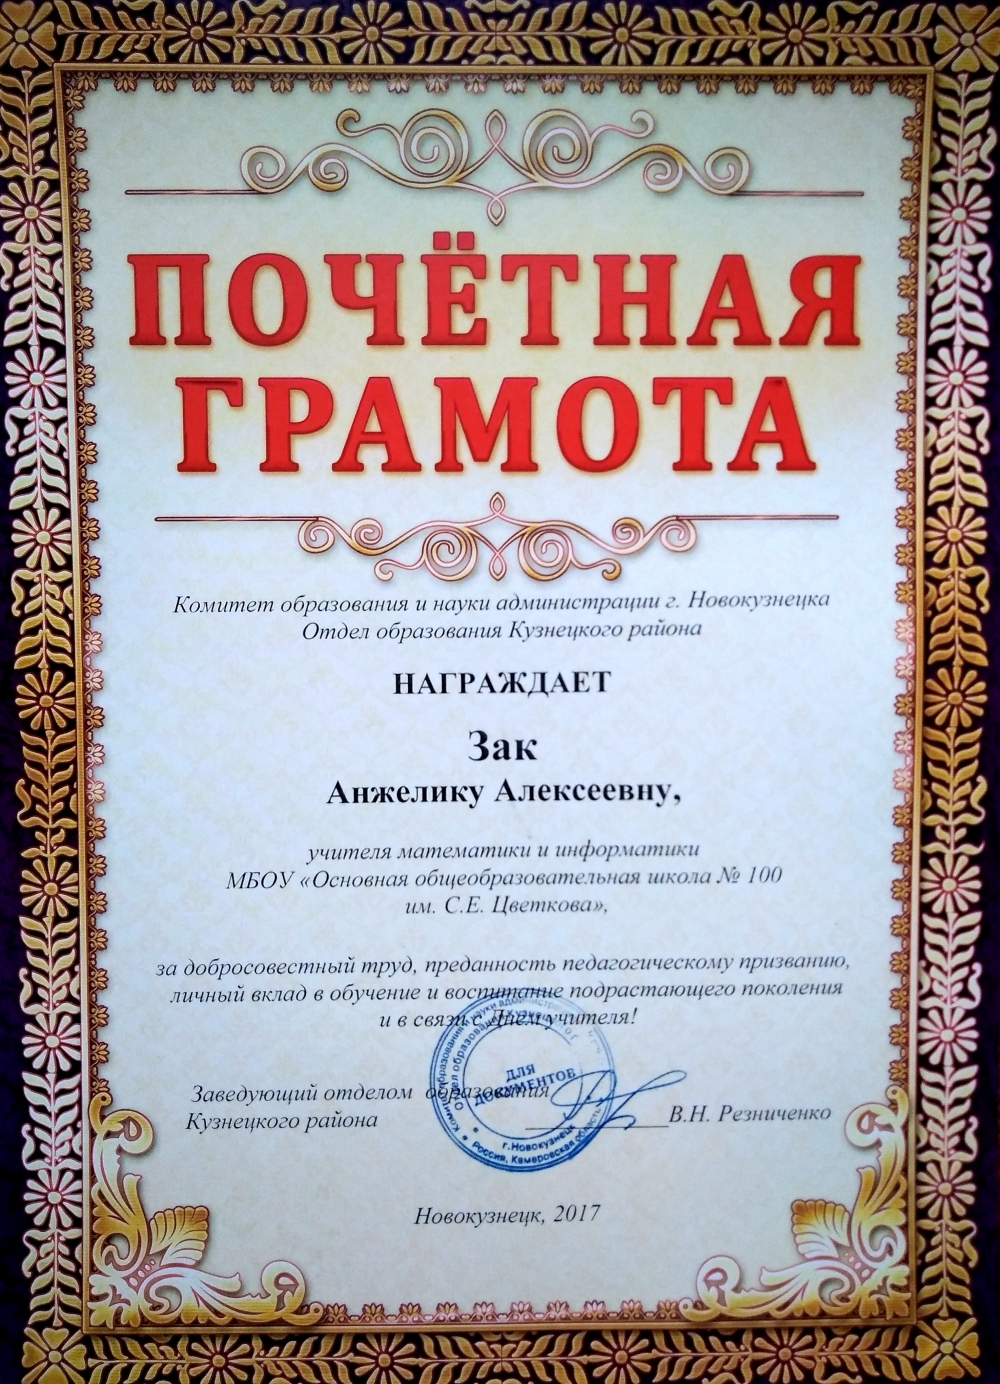 ПОЧЁТНАЯ
ГРАМОТА
Комитет образования и науки администрации г. Новокузнецка
Отдел образования Кузнецкого района
НАГРАЖДАЕТ
Зак
Анжелику Алексеевну,
учителя математики и информатики
МБОУ «Основная общеобразовательная школа № 100
им. С.Е. Цветкова»,
за добросовестный труд, преданность педагогическому призванию,
личный вклад в обучение и воспитание подрастающего поколения
и в связи с Днем учителя!
Заведующий отделом образования
Кузнецкого района
В.Н. Резниченко
ДЛЯ
ДОКУМЕНТОВ
г.Новокузнецк
Россия, Кемеровская область
Новокузнецк, 2017